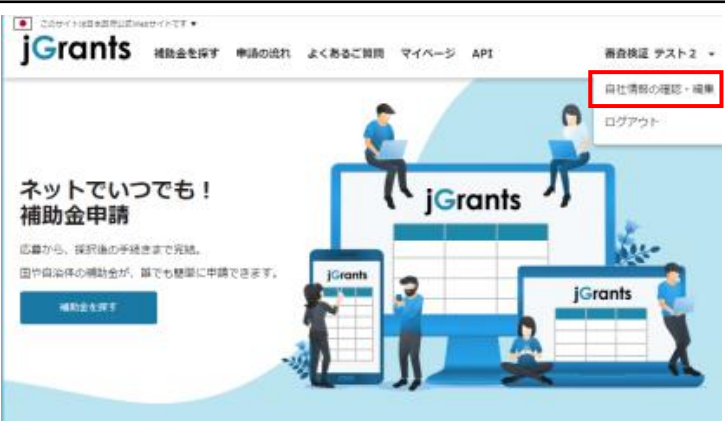 このサイトは日本政府公式Webサイトです ▼
jGrants 補助金を探す 申請の流れ よくあるご質問 マイページ API 審査検証 テスト2
自社情報の確認・編集
ログアウト
ネットでいつでも！
補助金申請
応募から、採択後の手続きまで完結。
国や自治体の補助金が、誰でも簡単に申請できます。
補助金を探す
jGrants
jGrants
jGrants